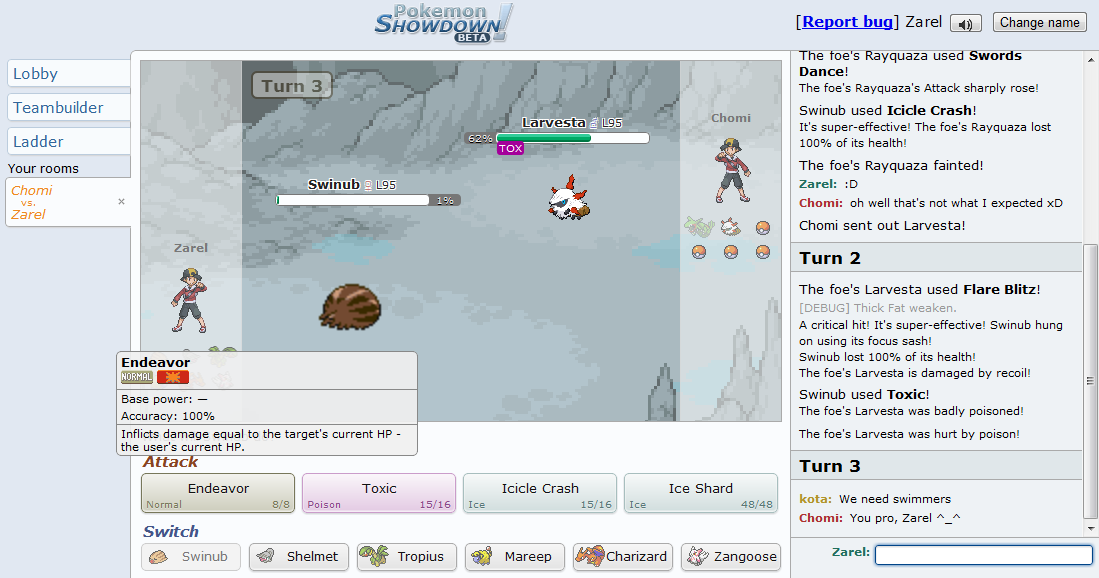 Pokemon
SHOWDOWN!
BETA
[Report bug] Zarel
Change name
Lobby
Teambuilder
Ladder
Your rooms
Chomi
vs.
Zarel
×
Turn 3
Larvesta L95
62%
TOX
Swinub L95
1%
Chomi
Zarel
Endeavor
NORMAL
Base power: —
Accuracy: 100%
Inflicts damage equal to the target's current HP -
the user's current HP.
Attack
Endeavor
Normal 8/8
Toxic
Poison 15/16
Icicle Crash
Ice 15/16
Ice Shard
Ice 48/48
Switch
Swinub
Shelmet
Tropius
Mareep
Charizard
Zangoose
The foe's Rayquaza used Swords
Dance!
The foe's Rayquaza's Attack sharply rose!
Swinub used Icicle Crash!
It's super-effective! The foe's Rayquaza lost
100% of its health!
The foe's Rayquaza fainted!
Zarel: :D
Chomi: oh well that's not what I expected xD
Chomi sent out Larvesta!
Turn 2
The foe's Larvesta used Flare Blitz!
[DEBUG] Thick Fat weaken.
A critical hit! It's super-effective! Swinub hung
on using its focus sash!
Swinub lost 100% of its health!
The foe's Larvesta is damaged by recoil!
Swinub used Toxic!
The foe's Larvesta was badly poisoned!
The foe's Larvesta was hurt by poison!
Turn 3
kota: We need swimmers
Chomi: You pro, Zarel ^_^
Zarel: